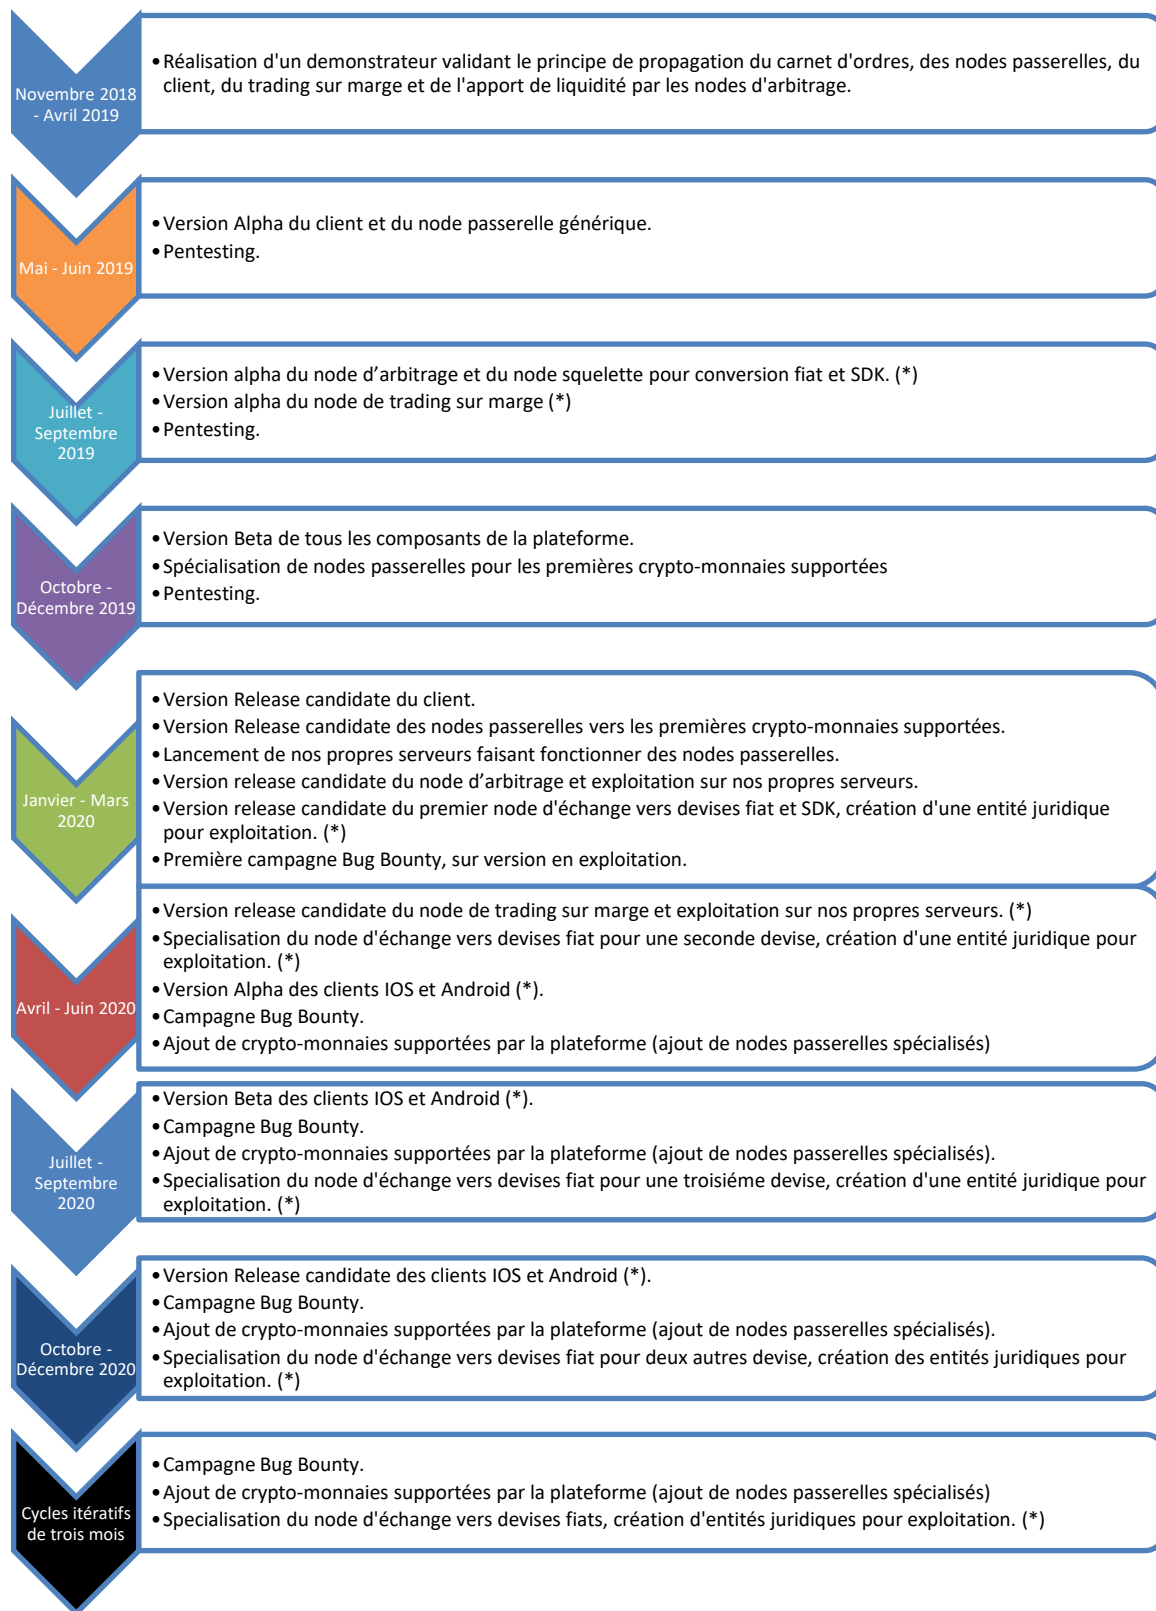 Novembre 2018
- Avril 2019
•Réalisation d'un demonstrateur validant le principe de propagation du carnet d'ordres, des nodes passerelles, du
client, du trading sur marge et de l'apport de liquidité par les nodes d'arbitrage.
Mai - Juin 2019
•Version Alpha du client et du node passerelle générique.
•Pentesting.
Juillet -
Septembre
2019
•Version alpha du node d’arbitrage et du node squelette pour conversion fiat et SDK. (*)
•Version alpha du node de trading sur marge (*)
•Pentesting.
Octobre -
Décembre 2019
•Version Beta de tous les composants de la plateforme.
•Spécialisation de nodes passerelles pour les premières crypto-monnaies supportées
•Pentesting.
Janvier - Mars
2020
•Version Release candidate du client.
•Version Release candidate des nodes passerelles vers les premières crypto-monnaies supportées.
•Lancement de nos propres serveurs faisant fonctionner des nodes passerelles.
•Version release candidate du node d’arbitrage et exploitation sur nos propres serveurs.
•Version release candidate du premier node d'échange vers devises fiat et SDK, création d'une entité juridique
pour exploitation. (*)
•Première campagne Bug Bounty, sur version en exploitation.
Avril - Juin 2020
•Version release candidate du node de trading sur marge et exploitation sur nos propres serveurs. (*)
•Specialisation du node d'échange vers devises fiat pour une seconde devise, création d'une entité juridique pour
exploitation. (*)
•Version Alpha des clients IOS et Android (*).
•Campagne Bug Bounty.
•Ajout de crypto-monnaies supportées par la plateforme (ajout de nodes passerelles spécialisés)
Juillet -
Septembre
2020
•Version Beta des clients IOS et Android (*).
•Campagne Bug Bounty.
•Ajout de crypto-monnaies supportées par la plateforme (ajout de nodes passerelles spécialisés).
•Specialisation du node d'échange vers devises fiat pour une troisiéme devise, création d'une entité juridique pour
exploitation. (*)
Octobre -
Décembre 2020
•Version Release candidate des clients IOS et Android (*).
•Campagne Bug Bounty.
•Ajout de crypto-monnaies supportées par la plateforme (ajout de nodes passerelles spécialisés).
•Specialisation du node d'échange vers devises fiat pour deux autres devise, création des entités juridiques pour
exploitation. (*)
Cycles itératifs
de trois mois
•Campagne Bug Bounty.
•Ajout de crypto-monnaies supportées par la plateforme (ajout de nodes passerelles spécialisés)
•Specialisation du node d'échange vers devises fiats, création d'entités juridiques pour exploitation. (*)